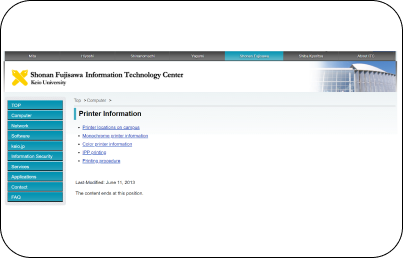 Mita Hiyoshi Shinanomachi Yagami Shonan Fujisawa Shiba Kyoritsu About ITC
Shonan Fujisawa Information Technology Center
Keio University
TOP
Computer
Network
Software
keio.jp
Information Security
Services
Applications
Contact
FAQ
Top > Computer >
Printer Information
Printer locations on campus
Monochrome printer information
Color printer information
IPP printing
Printing procedure
Last-Modified: June 11, 2013
The content ends at this position.